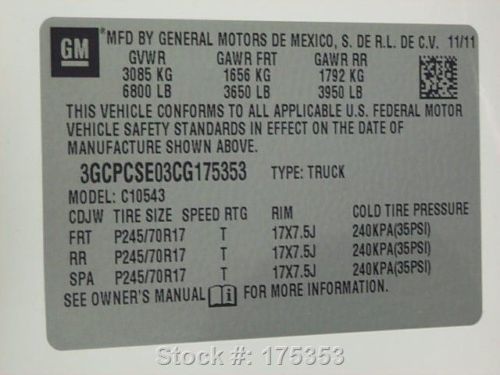 GM MFD BY GENERAL MOTORS DE MEXICO, S. DE R.L. DE C.V. 11/11
GVWR GAWR FRT GAWR RR
3085 KG 1656 KG 1792 KG
6800 LB 3650 LB 3950 LB
THIS VEHICLE CONFORMS TO ALL APPLICABLE U.S. FEDERAL MOTOR
VEHICLE SAFETY STANDARDS IN EFFECT ON THE DATE OF
MANUFACTURE SHOWN ABOVE.
3GCPCSE03CG175353 TYPE: TRUCK
MODEL: C10543
CDJW TIRE SIZE SPEED RTG RIM COLD TIRE PRESSURE
FRT P245/70R17 T 17X7.5J 240KPA(35PSI)
RR P245/70R17 T 17X7.5J 240KPA(35PSI)
SPA P245/70R17 T 17X7.5J 240KPA(35PSI)
SEE OWNER'S MANUAL FOR MORE INFORMATION.
Stock #: 175353